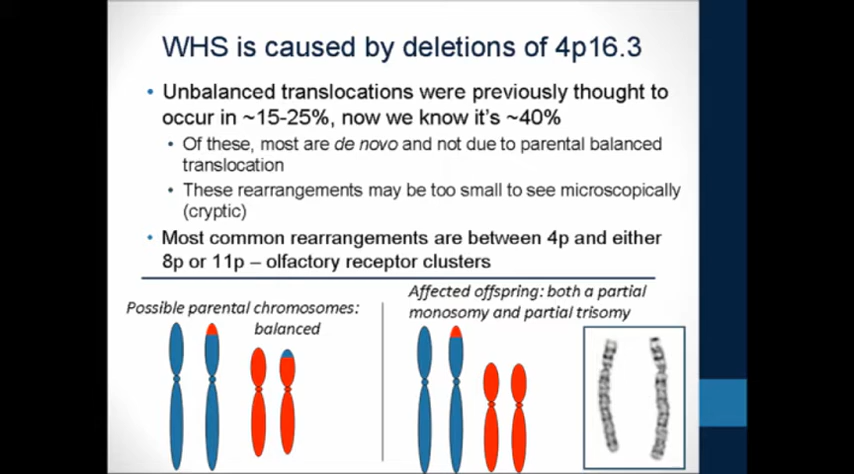 WHS is caused by deletions of 4p16.3
• Unbalanced translocations were previously thought to
occur in ~15-25%, now we know it's ~40%
• Of these, most are de novo and not due to parental balanced
translocation
• These rearrangements may be too small to see microscopically
(cryptic)
• Most common rearrangements are between 4p and either
8p or 11p – olfactory receptor clusters
Possible parental chromosomes:
balanced
Affected offspring: both a partial
monosomy and partial trisomy